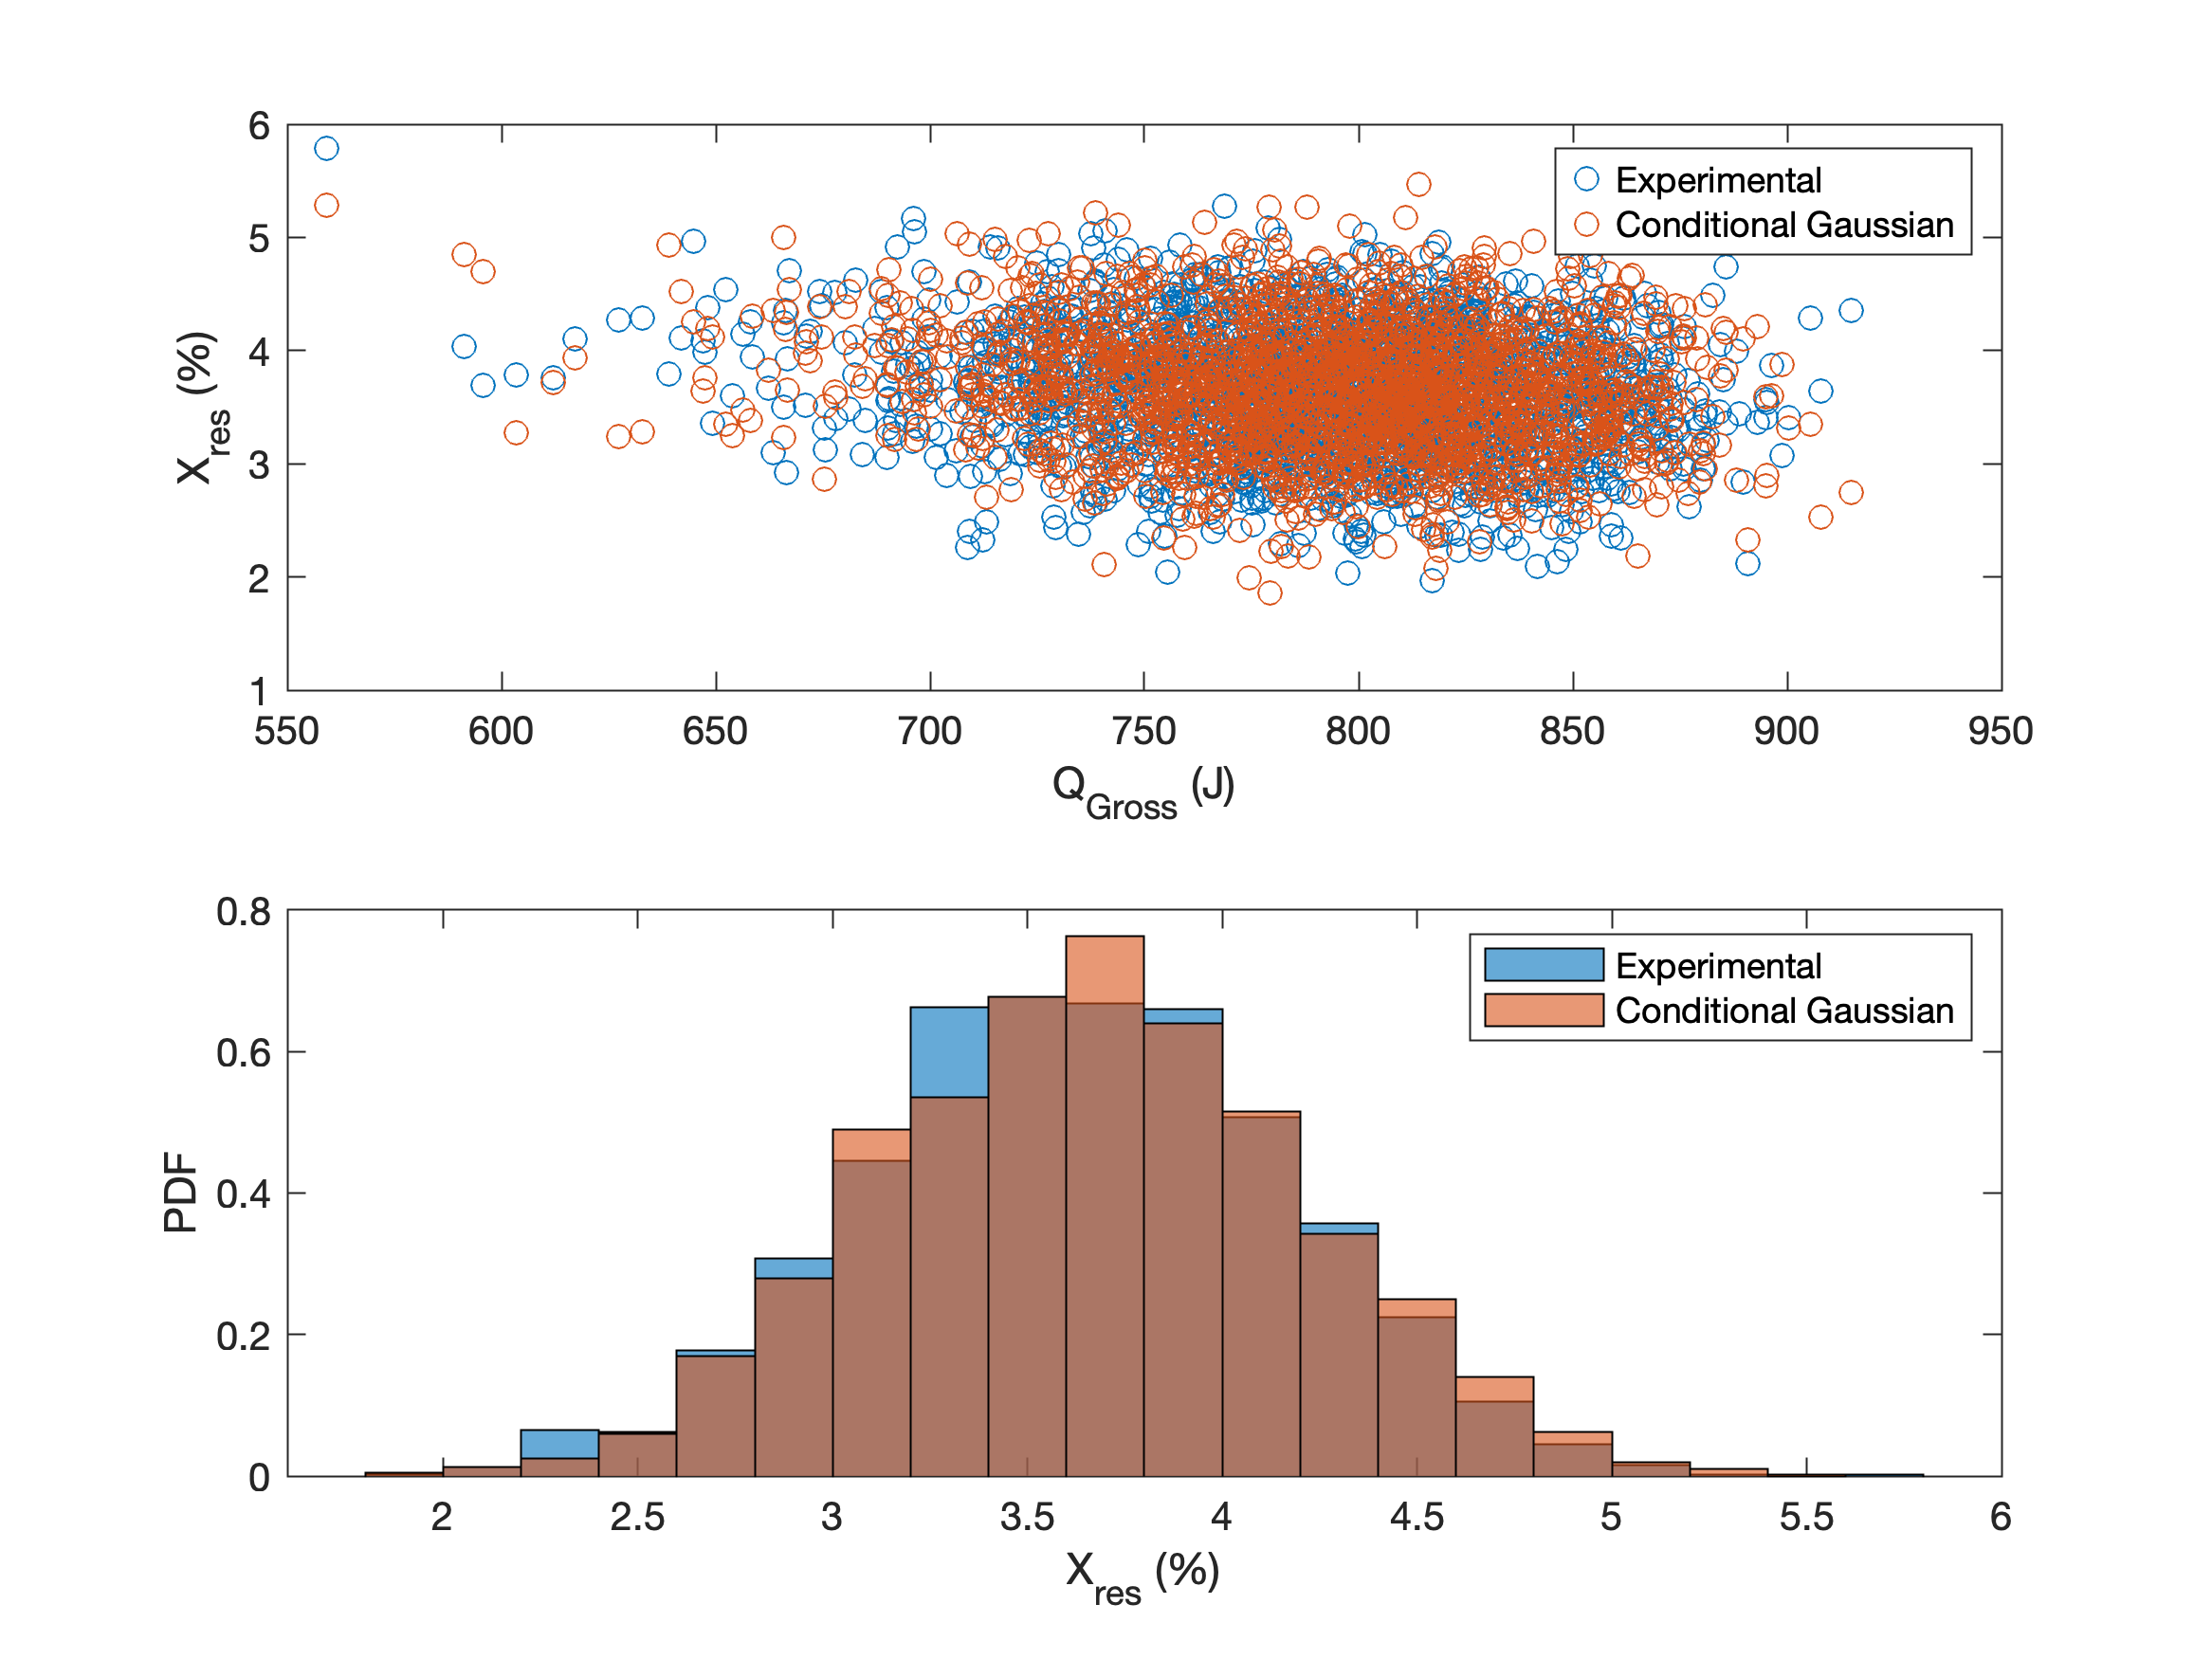 6
5
4
3
2
1
X_res (%)
Experimental
Conditional Gaussian
550 600 650 700 750 800 850 900 950
Q_Gross (J)
0.8
0.6
0.4
0.2
0
PDF
Experimental
Conditional Gaussian
2 2.5 3 3.5 4 4.5 5 5.5 6
X_res (%)